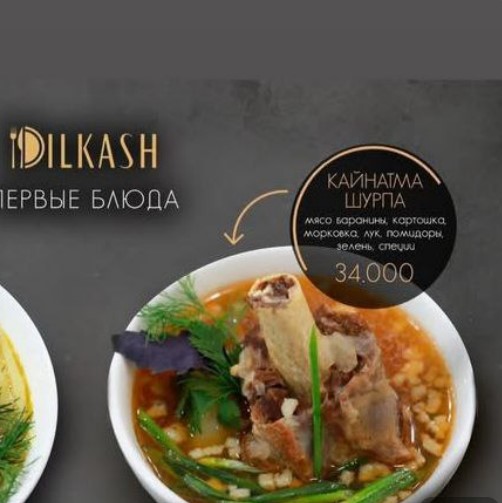 DILKASH
ПЕРВЫЕ БЛЮДА
КАЙНАТМА
ШУРПА
мясо баранины, картошка,
морковка, лук, помидоры,
зелень, специи
34.000